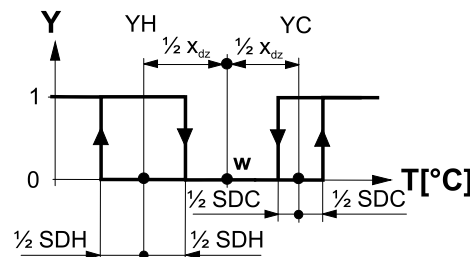 YH YC
Y ½ x_dz ½ x_dz
1
w
0 T[°C]
½ SDC ½ SDC
½ SDH ½ SDH